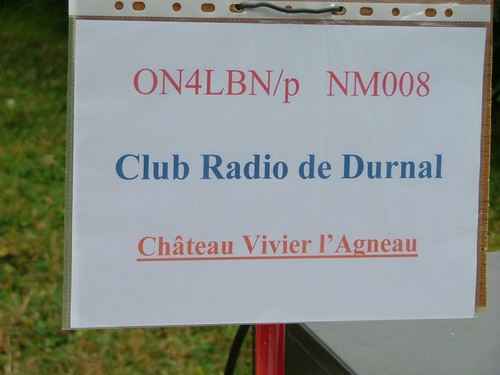 ON4LBN/p NM008
Club Radio de Durnal
Château Vivier l'Agneau